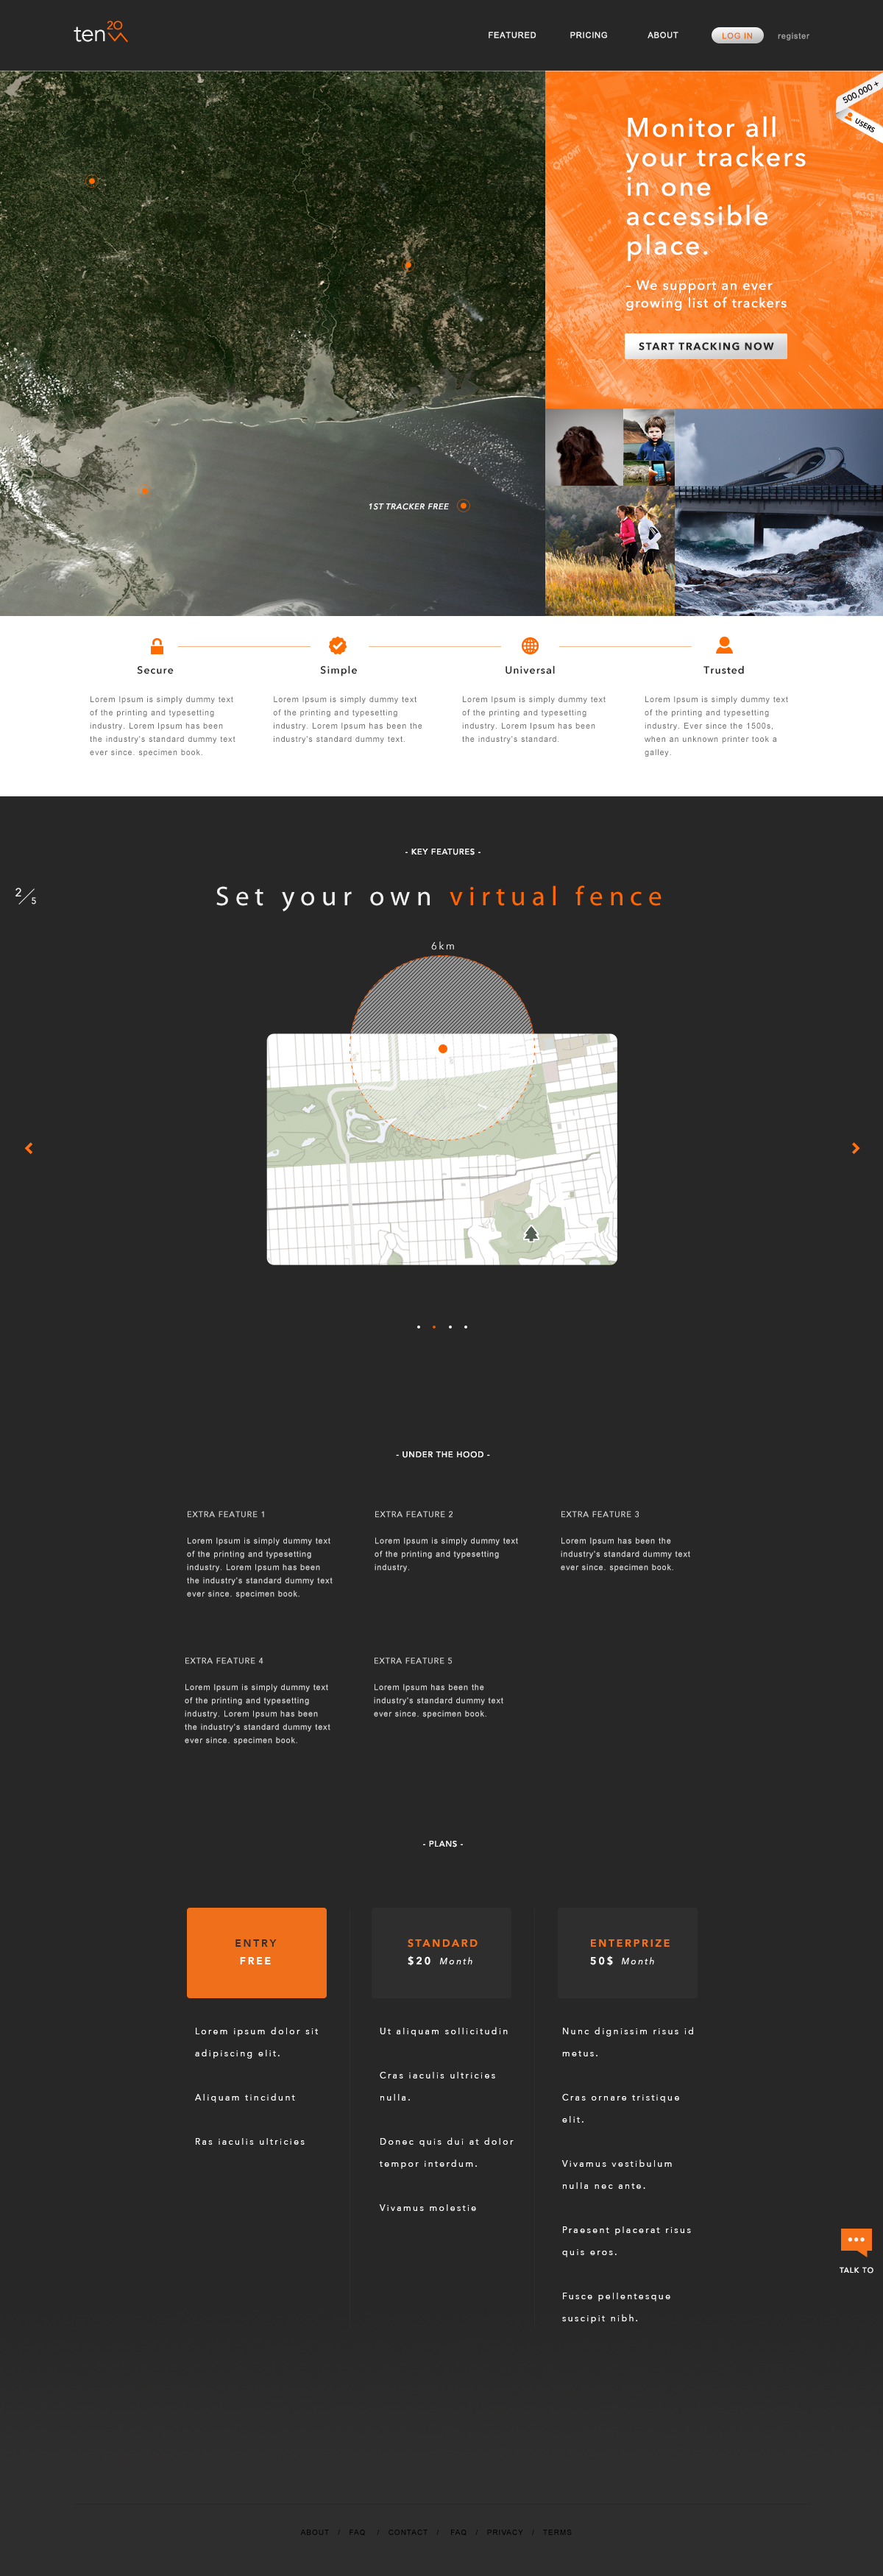 ten20
FEATURED
PRICING
ABOUT
LOG IN
register
500,000 +
USERS
Monitor all
your trackers
in one
accessible
place.
– We support an ever
growing list of trackers
START TRACKING NOW
1ST TRACKER FREE
Secure
Simple
Universal
Trusted
Lorem Ipsum is simply dummy text
of the printing and typesetting
industry. Lorem Ipsum has been
the industry's standard dummy text
ever since. specimen book.
Lorem Ipsum is simply dummy text
of the printing and typesetting
industry. Lorem Ipsum has been the
industry's standard dummy text.
Lorem Ipsum is simply dummy text
of the printing and typesetting
industry. Lorem Ipsum has been
the industry's standard.
Lorem Ipsum is simply dummy text
of the printing and typesetting
industry. Ever since the 1500s,
when an unknown printer took a
galley.
- KEY FEATURES -
2/5
Set your own virtual fence
6km
- UNDER THE HOOD -
EXTRA FEATURE 1
Lorem Ipsum is simply dummy text
of the printing and typesetting
industry. Lorem Ipsum has been
the industry's standard dummy text
ever since. specimen book.
EXTRA FEATURE 2
Lorem Ipsum is simply dummy text
of the printing and typesetting
industry.
EXTRA FEATURE 3
Lorem Ipsum has been the
industry's standard dummy text
ever since. specimen book.
EXTRA FEATURE 4
Lorem Ipsum is simply dummy text
of the printing and typesetting
industry. Lorem Ipsum has been
the industry's standard dummy text
ever since. specimen book.
EXTRA FEATURE 5
Lorem Ipsum has been the
industry's standard dummy text
ever since. specimen book.
- PLANS -
ENTRY
FREE
Lorem ipsum dolor sit
adipiscing elit.
Aliquam tincidunt
Ras iaculis ultricies
STANDARD
$20 Month
Ut aliquam sollicitudin
Cras iaculis ultricies
nulla.
Donec quis dui at dolor
tempor interdum.
Vivamus molestie
ENTERPRIZE
50$ Month
Nunc dignissim risus id
metus.
Cras ornare tristique
elit.
Vivamus vestibulum
nulla nec ante.
Praesent placerat risus
quis eros.
Fusce pellentesque
suscipit nibh.
TALK TO
ABOUT / FAQ / CONTACT / FAQ / PRIVACY / TERMS